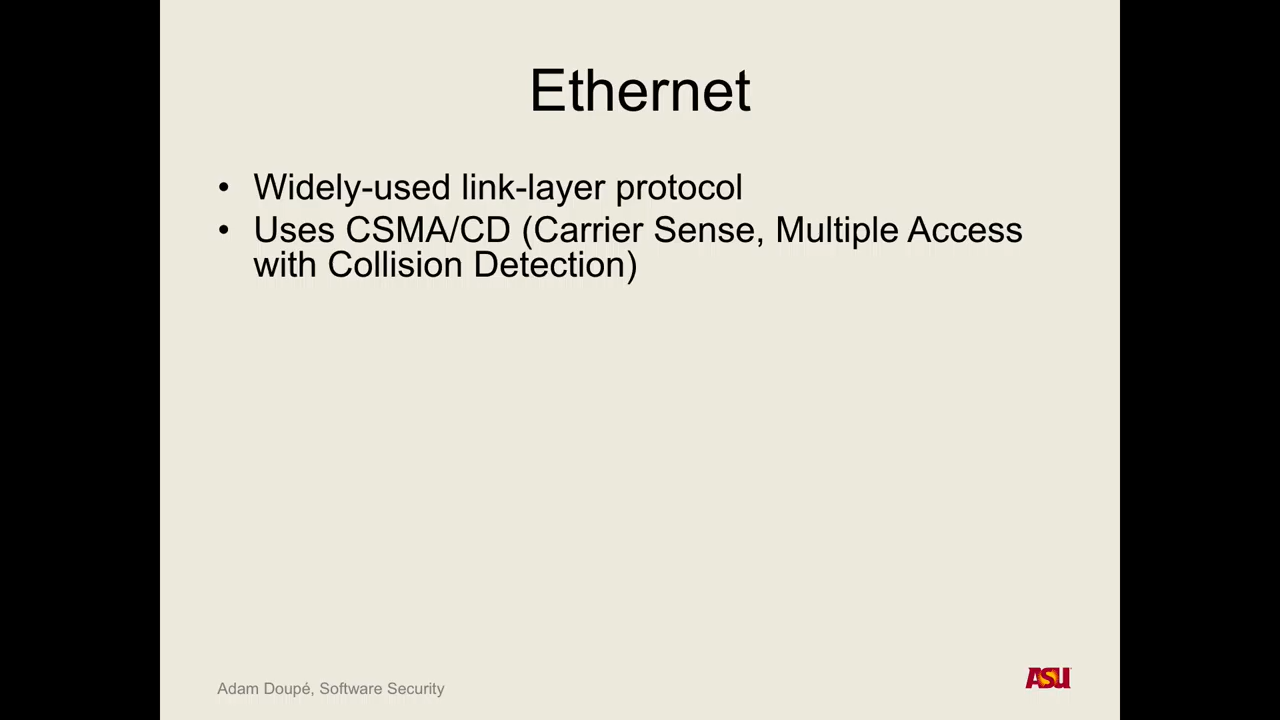 Ethernet
• Widely-used link-layer protocol
• Uses CSMA/CD (Carrier Sense, Multiple Access
with Collision Detection)
Adam Doupé, Software Security
ASU